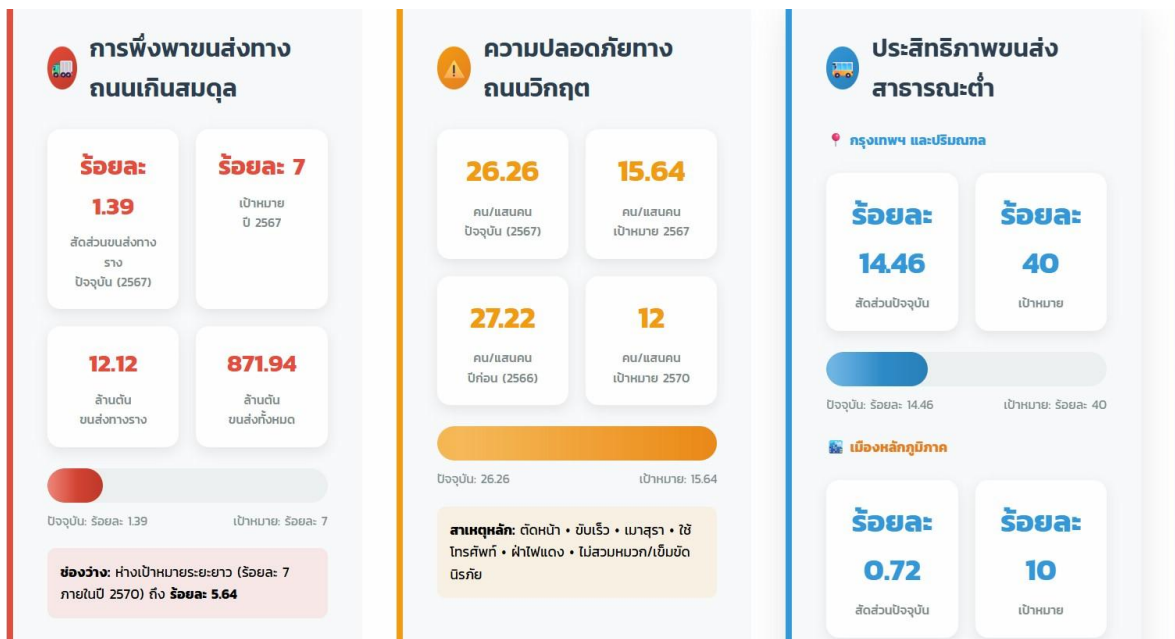 การพึ่งพาขนส่งทาง
ถนนเกินสมดุล
ร้อยละ
1.39
สัดส่วนขนส่งทาง
ราง
ปัจจุบัน (2567)
ร้อยละ 7
เป้าหมาย
ปี 2567
12.12
ล้านตัน
ขนส่งทางราง
871.94
ล้านตัน
ขนส่งทั้งหมด
ปัจจุบัน: ร้อยละ 1.39
เป้าหมาย: ร้อยละ 7
ช่องว่าง: ห่างเป้าหมายระยะยาว (ร้อยละ 7
ภายในปี 2570) ถึง ร้อยละ 5.64
ความปลอดภัยทาง
ถนนวิกฤต
26.26
คน/แสนคน
ปัจจุบัน (2567)
15.64
คน/แสนคน
เป้าหมาย 2567
27.22
คน/แสนคน
ปีก่อน (2566)
12
คน/แสนคน
เป้าหมาย 2570
ปัจจุบัน: 26.26
เป้าหมาย: 15.64
สาเหตุหลัก: ตัดหน้า • ขับเร็ว • เมาสุรา • ใช้
โทรศัพท์ • ฝ่าไฟแดง • ไม่สวมหมวก/เข็มขัด
นิรภัย
ประสิทธิภาพขนส่ง
สาธารณะต่ำ
กรุงเทพฯ และปริมณฑล
ร้อยละ
14.46
สัดส่วนปัจจุบัน
ร้อยละ
40
เป้าหมาย
ปัจจุบัน: ร้อยละ 14.46
เป้าหมาย: ร้อยละ 40
เมืองหลักภูมิภาค
ร้อยละ
0.72
สัดส่วนปัจจุบัน
ร้อยละ
10
เป้าหมาย